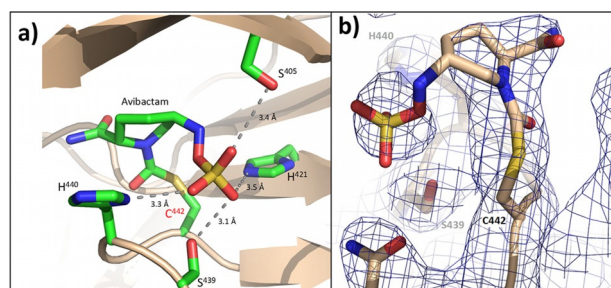 a)
S405
Avibactam
3.4 Å
H421
H440
3.5 Å
3.3 Å
C442
3.1 Å
S439
b)
H440
S439
C442